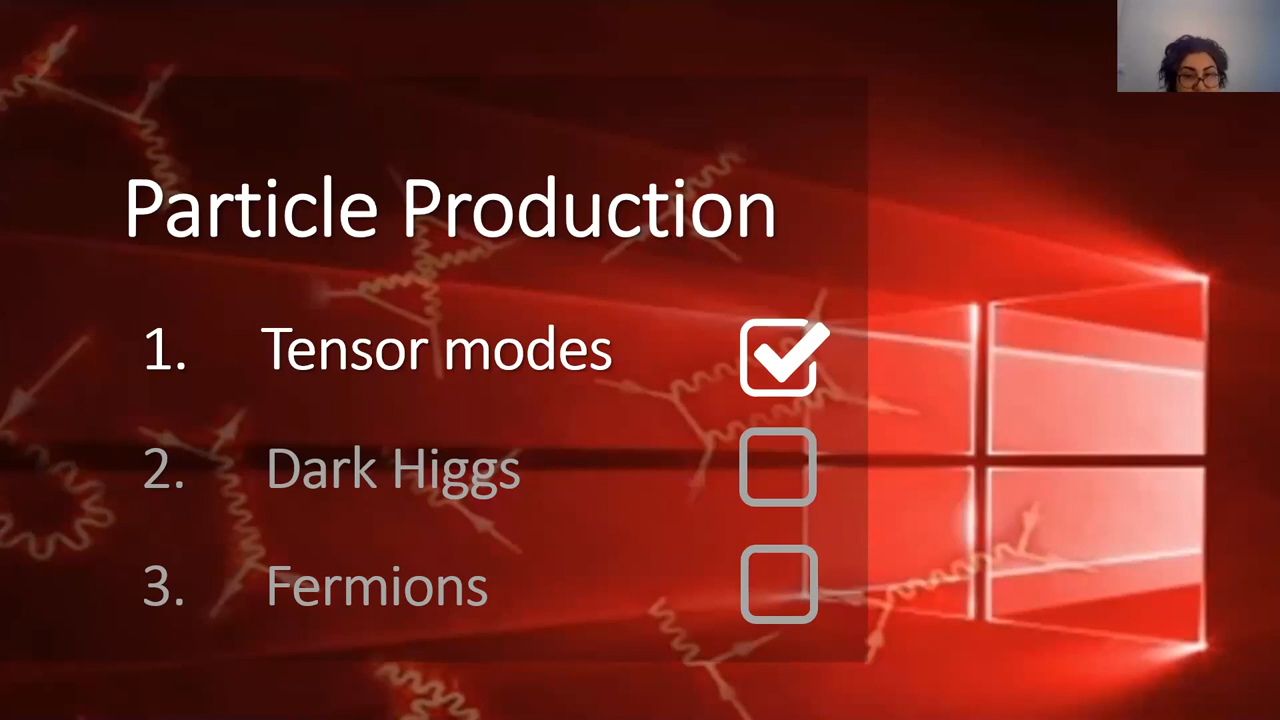 Particle Production
1. Tensor modes
2. Dark Higgs
3. Fermions